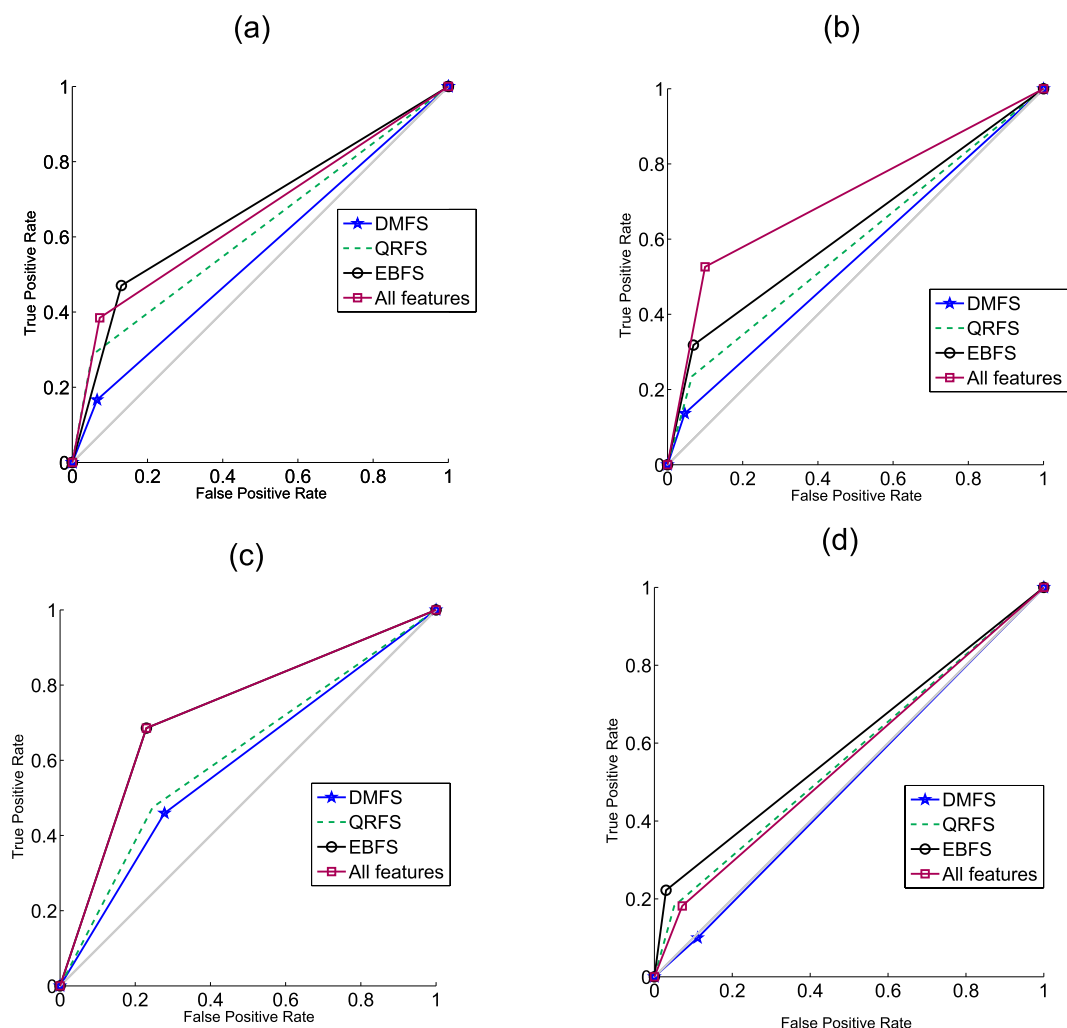 (a)
1
0.8
0.6
0.4
0.2
0
True Positive Rate
DMFS
QRFS
EBFS
All features
0 0.2 0.4 0.6 0.8 1
False Positive Rate
(b)
1
0.8
0.6
0.4
0.2
0
True Positive Rate
DMFS
QRFS
EBFS
All features
0 0.2 0.4 0.6 0.8 1
False Positive Rate
(c)
1
0.8
0.6
0.4
0.2
0
True Positive Rate
DMFS
QRFS
EBFS
All features
0 0.2 0.4 0.6 0.8 1
False Positive Rate
(d)
1
0.8
0.6
0.4
0.2
0
True Positive Rate
DMFS
QRFS
EBFS
All features
0 0.2 0.4 0.6 0.8 1
False Positive Rate